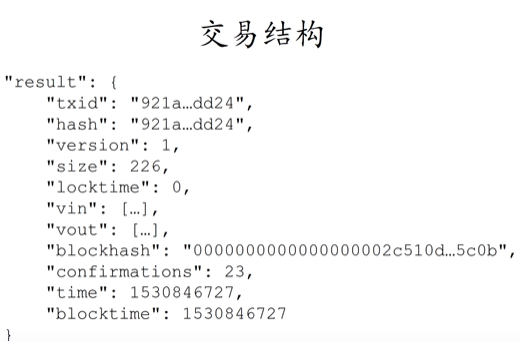 交易结构
"result": {
"txid": "921a…dd24",
"hash": "921a…dd24",
"version": 1,
"size": 226,
"locktime": 0,
"vin": […],
"vout": […],
"blockhash": "0000000000000000002c510d…5c0b",
"confirmations": 23,
"time": 1530846727,
"blocktime": 1530846727
}